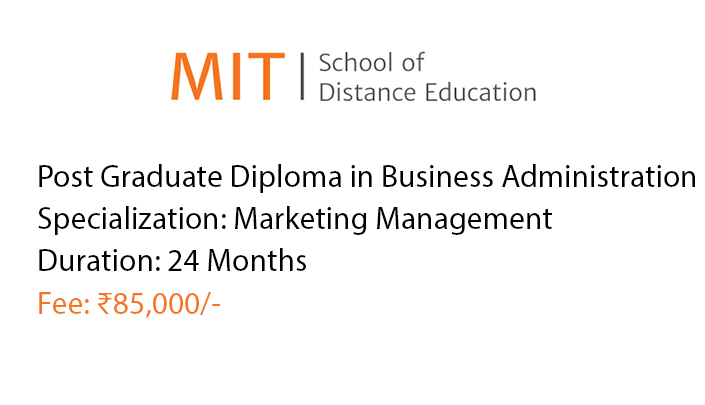 MIT
School of
Distance Education
Post Graduate Diploma in Business Administration
Specialization: Marketing Management
Duration: 24 Months
Fee: ₹85,000/-